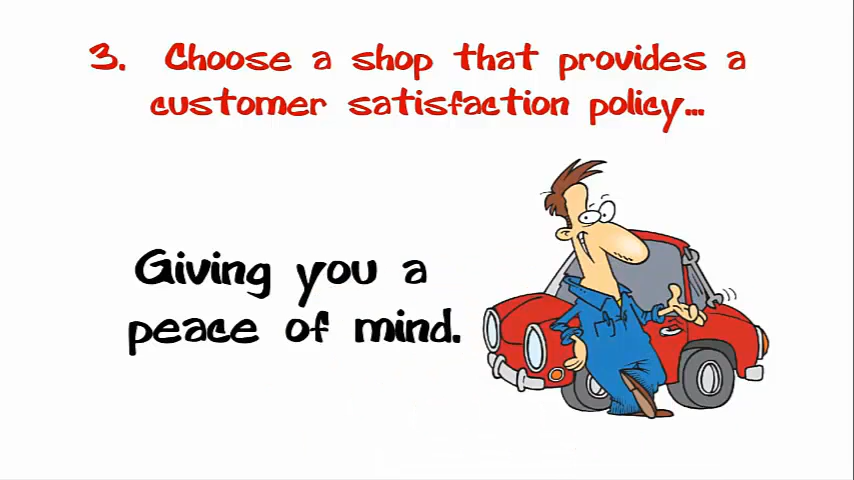 3. Choose a shop that provides a
customer satisfaction policy...
Giving you a
peace of mind.